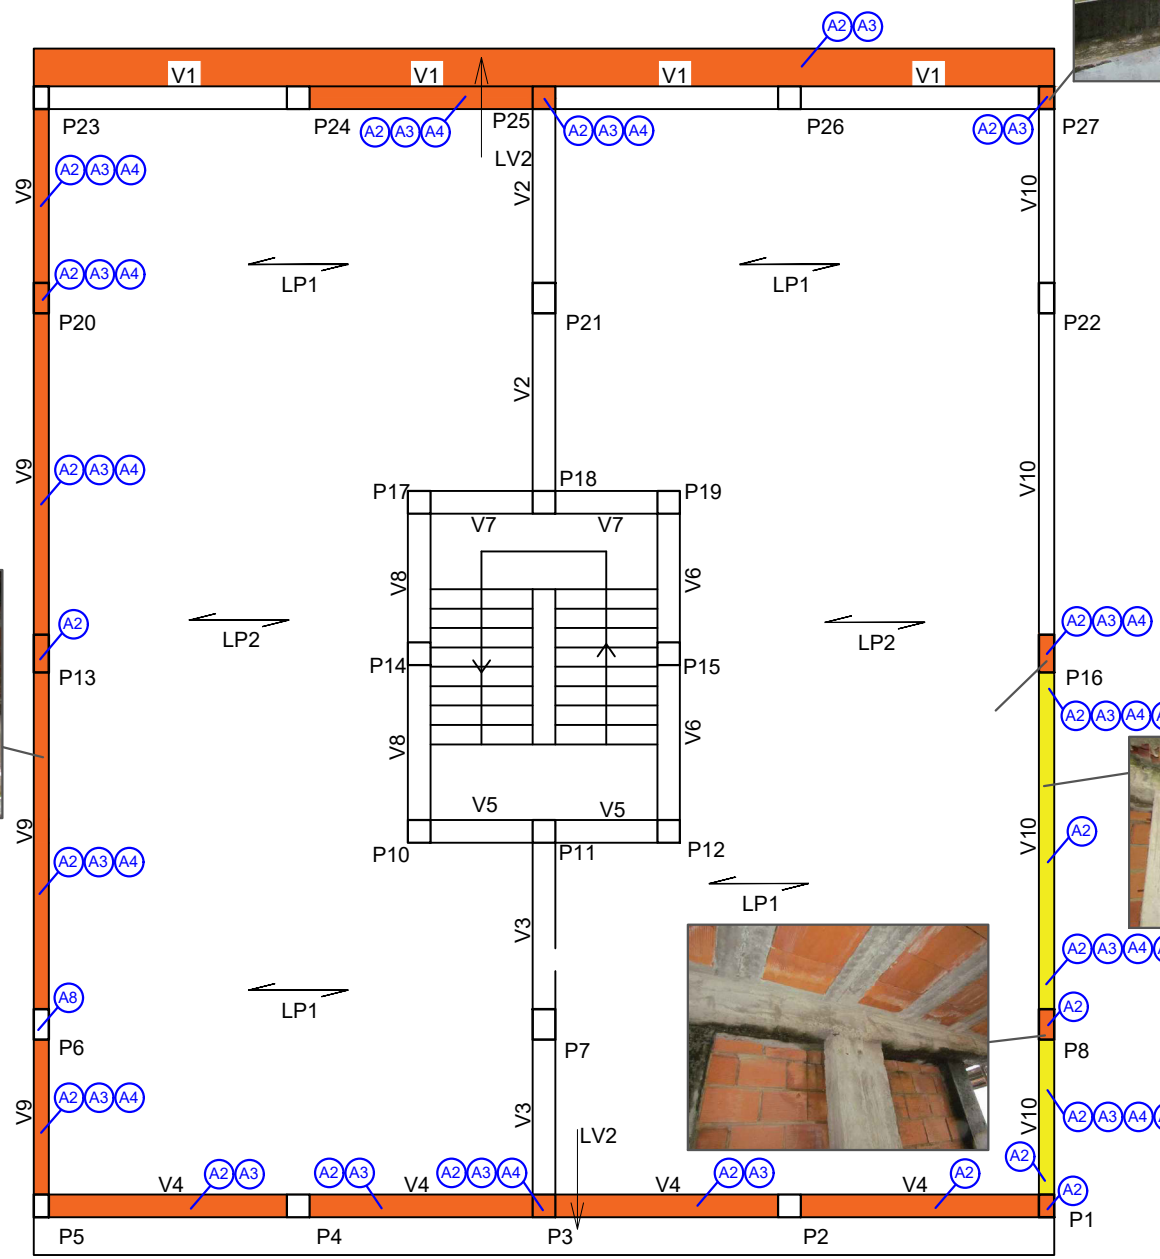 A2 A3
V1 V1 V1 V1
P23 P24 A2 A3 A4 P25 A2 A3 A4 P26 A2 A3 P27
LV2
A2 A3 A4
V9 V2 V10
A2 A3 A4
LP1 LP1
P20 P21 P22
V2
A2 A3 A4
V9 V10
P17 P18 P19
V7 V7
V8 V6
A2 A2 A3 A4
LP2 LP2
P13 P14 P15 P16
A2 A3 A4
V8 V6
V5 V5
V9 V10 A2
P10 P11 P12
A2 A3 A4
LP1
V3
A2 A3 A4
A8 A2
LP1
P6 P7 P8
A2 A3 A4
V9 V3 V10 A2 A3 A4
LV2
A2
A2 A3 A2 A3 A2 A3 A4 A2 A3 A2
V4 V4 V4 V4 A2
P5 P4 P3 P2 P1